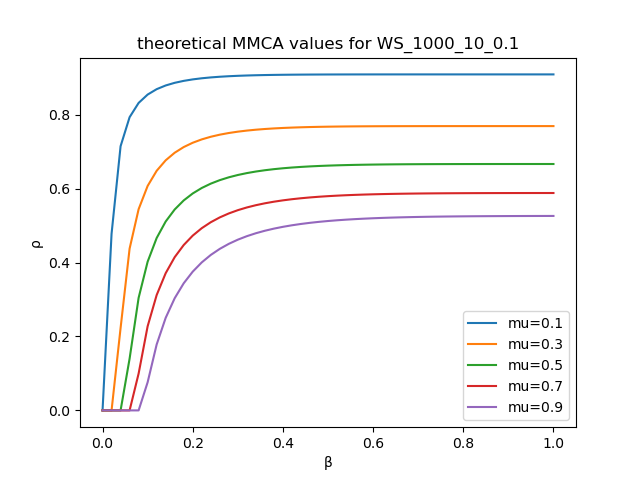 theoretical MMCA values for WS_1000_10_0.1
ρ
0.8
0.6
0.4
0.2
0.0
0.0 0.2 0.4 0.6 0.8 1.0
β
mu=0.1
mu=0.3
mu=0.5
mu=0.7
mu=0.9